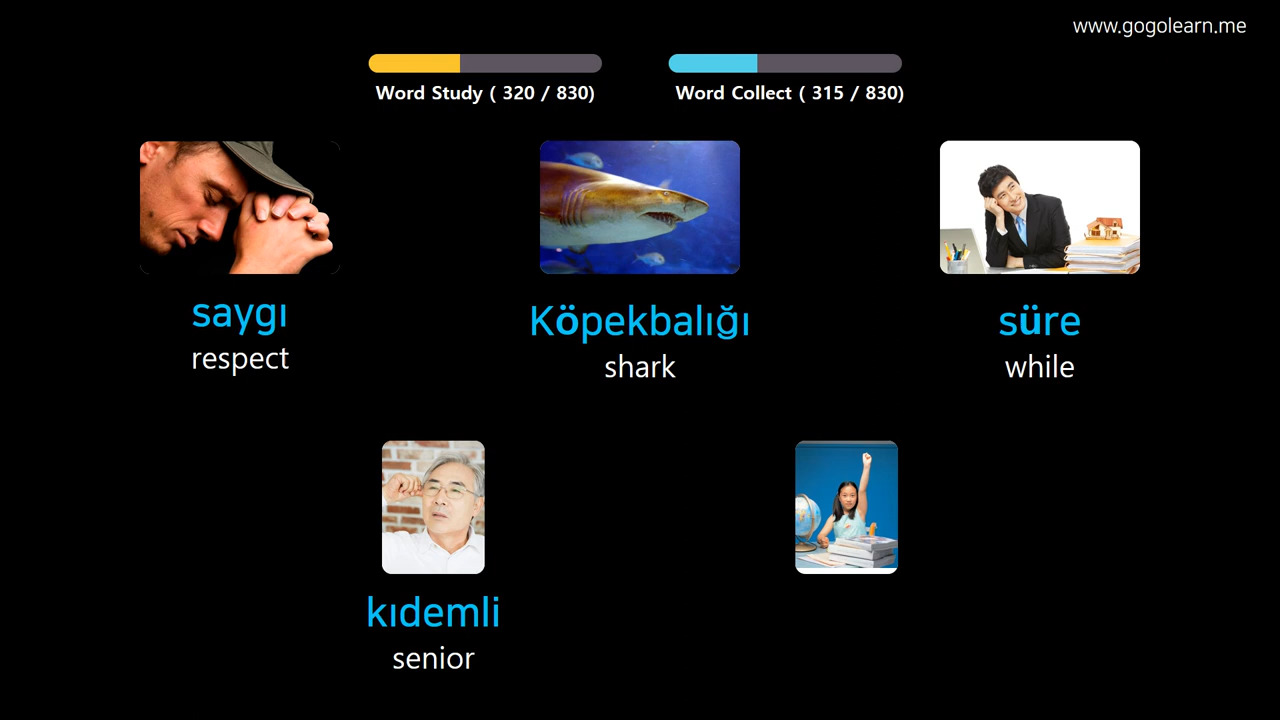 www.gogolearn.me
Word Study ( 320 / 830)
Word Collect ( 315 / 830)
saygı
respect
Köpekbalığı
shark
süre
while
kıdemli
senior